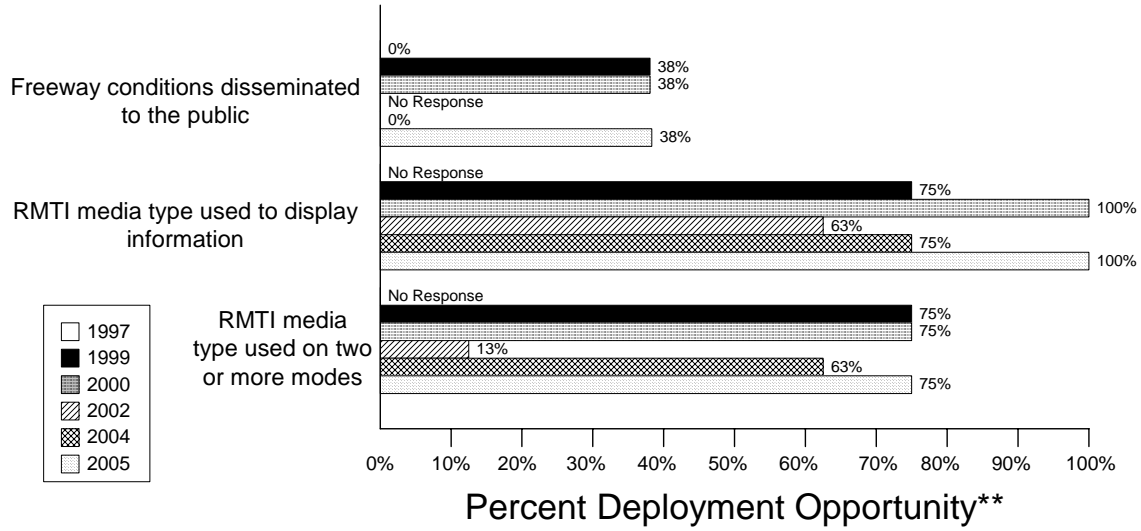 0%
Freeway conditions disseminated
to the public
38%
38%
No Response
0%
38%
No Response
RMTI media type used to display
information
75%
100%
63%
75%
100%
No Response
RMTI media
type used on two
or more modes
75%
75%
13%
63%
75%
1997
1999
2000
2002
2004
2005
0% 10% 20% 30% 40% 50% 60% 70% 80% 90% 100%
Percent Deployment Opportunity**